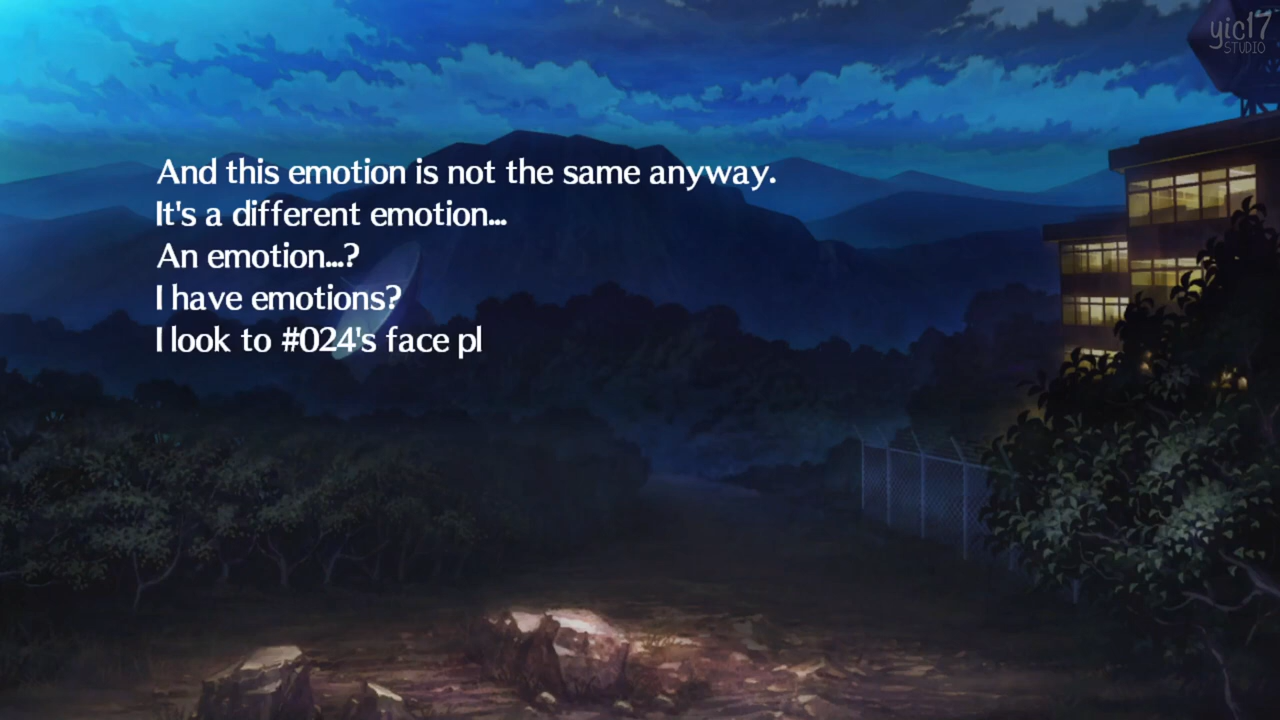 yic17
STUDIO
And this emotion is not the same anyway.
It's a different emotion...
An emotion...?
I have emotions?
I look to #024's face pl